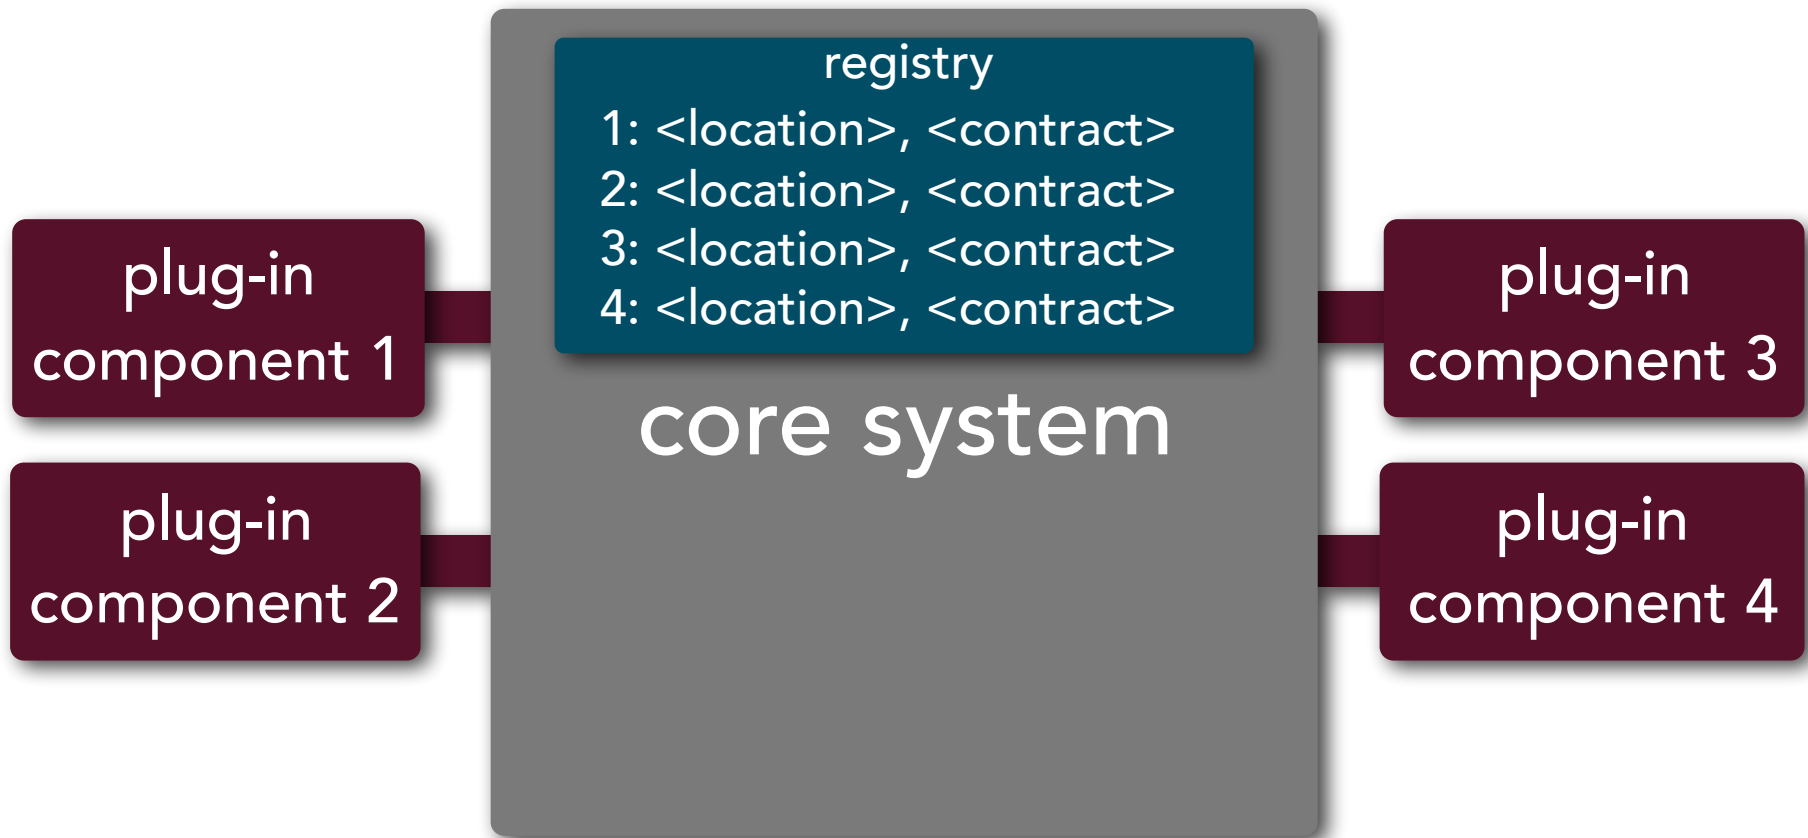 registry
1: <location>, <contract>
2: <location>, <contract>
3: <location>, <contract>
4: <location>, <contract>
core system
plug-in
component 1
plug-in
component 2
plug-in
component 3
plug-in
component 4